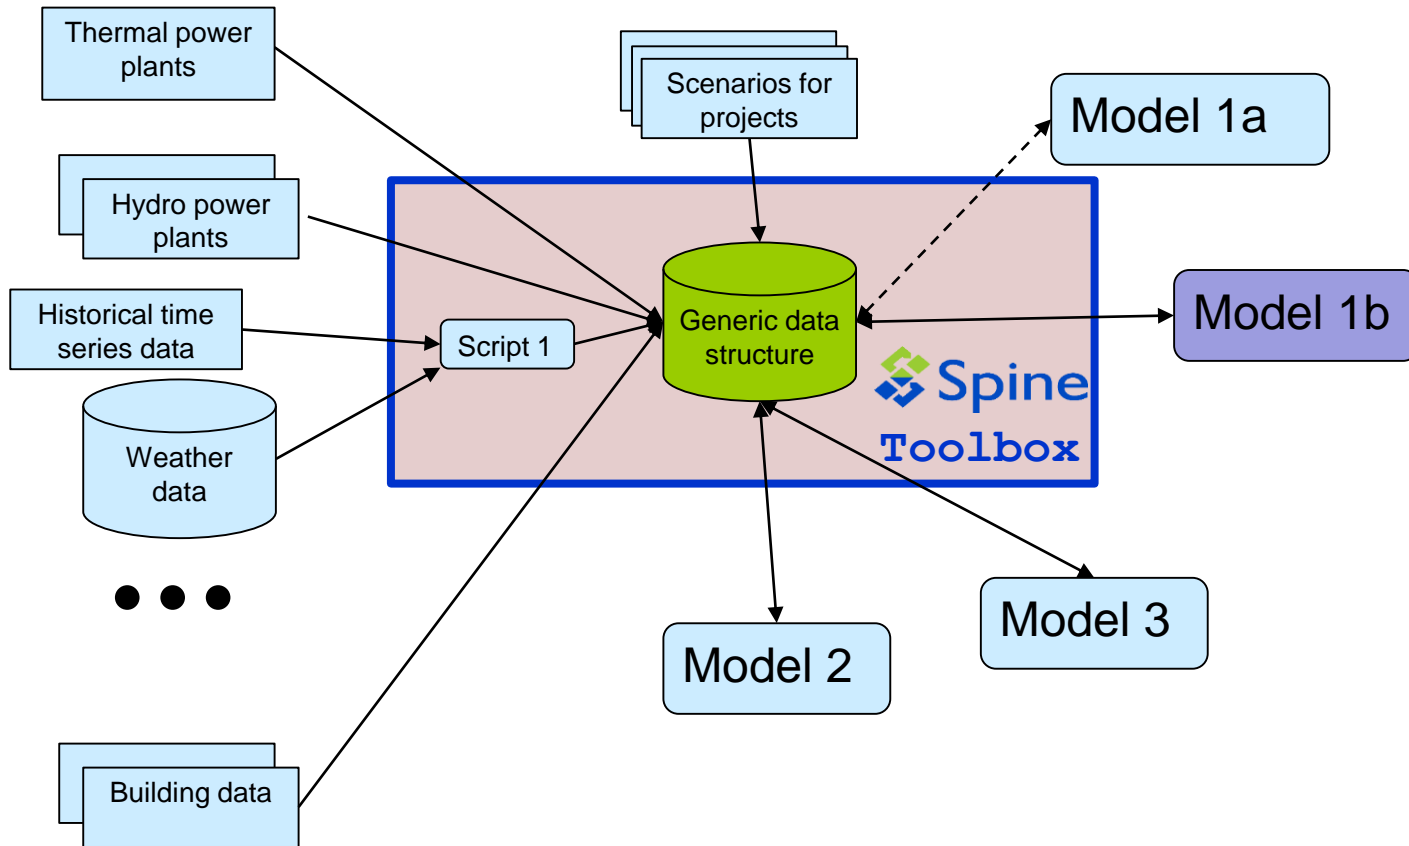 Thermal power
plants
Scenarios for
projects
Model 1a
Hydro power
plants
Historical time
series data
Script 1
Generic data
structure
Model 1b
Spine
Toolbox
Weather
data
Model 3
Model 2
Building data